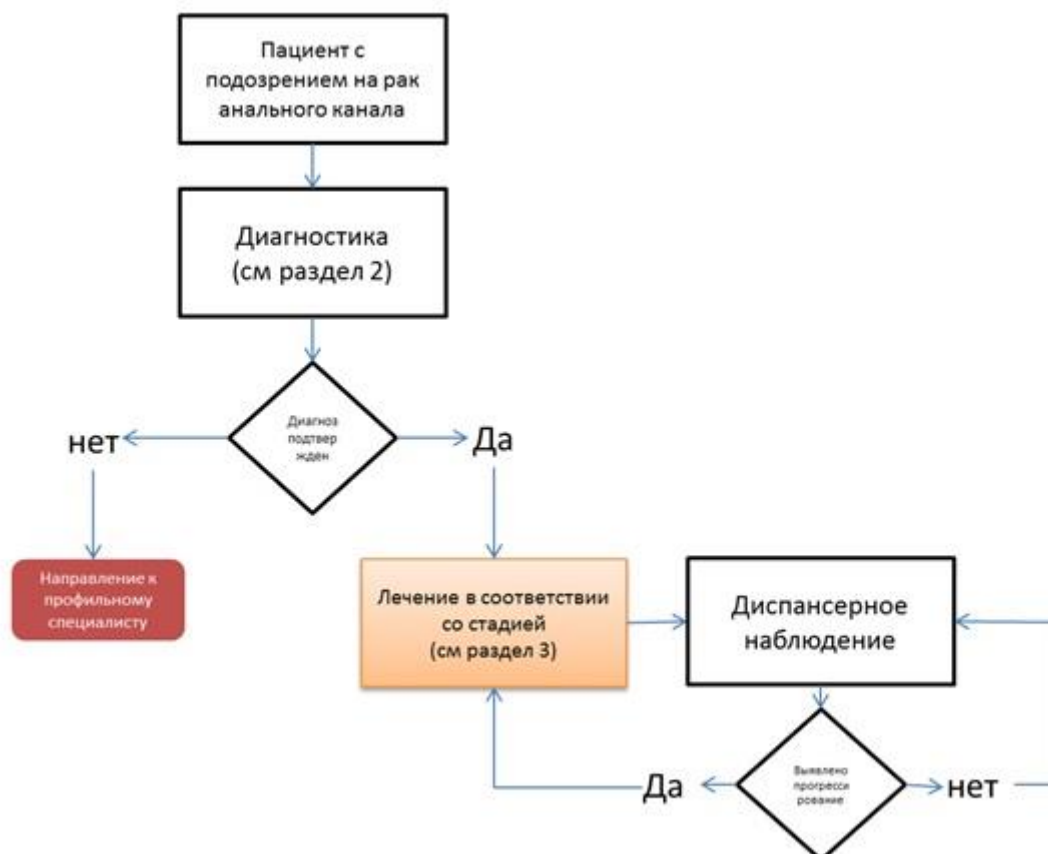 Пациент с
подозрением на рак
анального канала
Диагностика
(см раздел 2)
Диагноз
подтвер
жден
нет
Да
Направление к
профильному
специалисту
Лечение в соответствии
со стадией
(см раздел 3)
Диспансерное
наблюдение
Выявлено
прогресси
рование
Да
нет